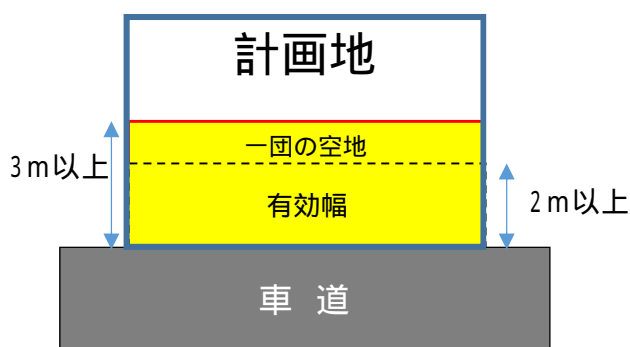 計画地
一団の空地
3m以上
有効幅
2m以上
車 道